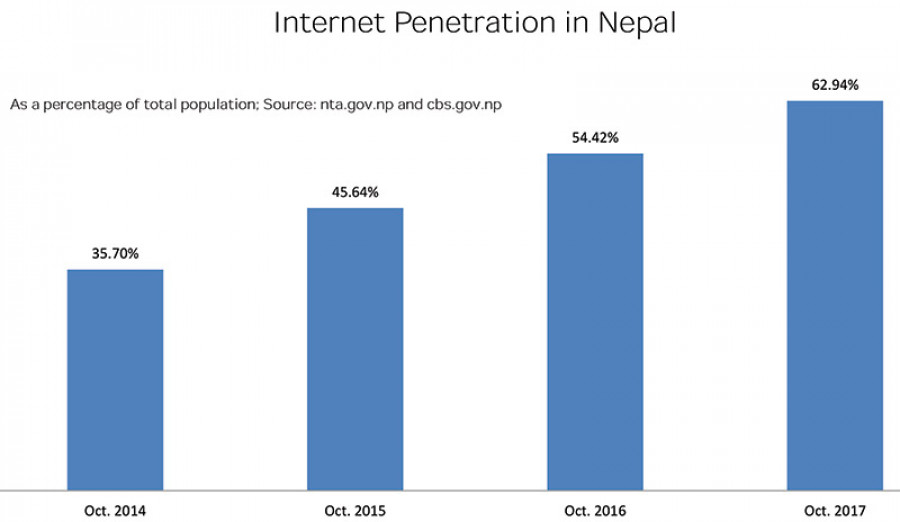 Internet Penetration in Nepal
As a percentage of total population; Source: nta.gov.np and cbs.gov.np
35.70%
45.64%
54.42%
62.94%
Oct. 2014
Oct. 2015
Oct. 2016
Oct. 2017